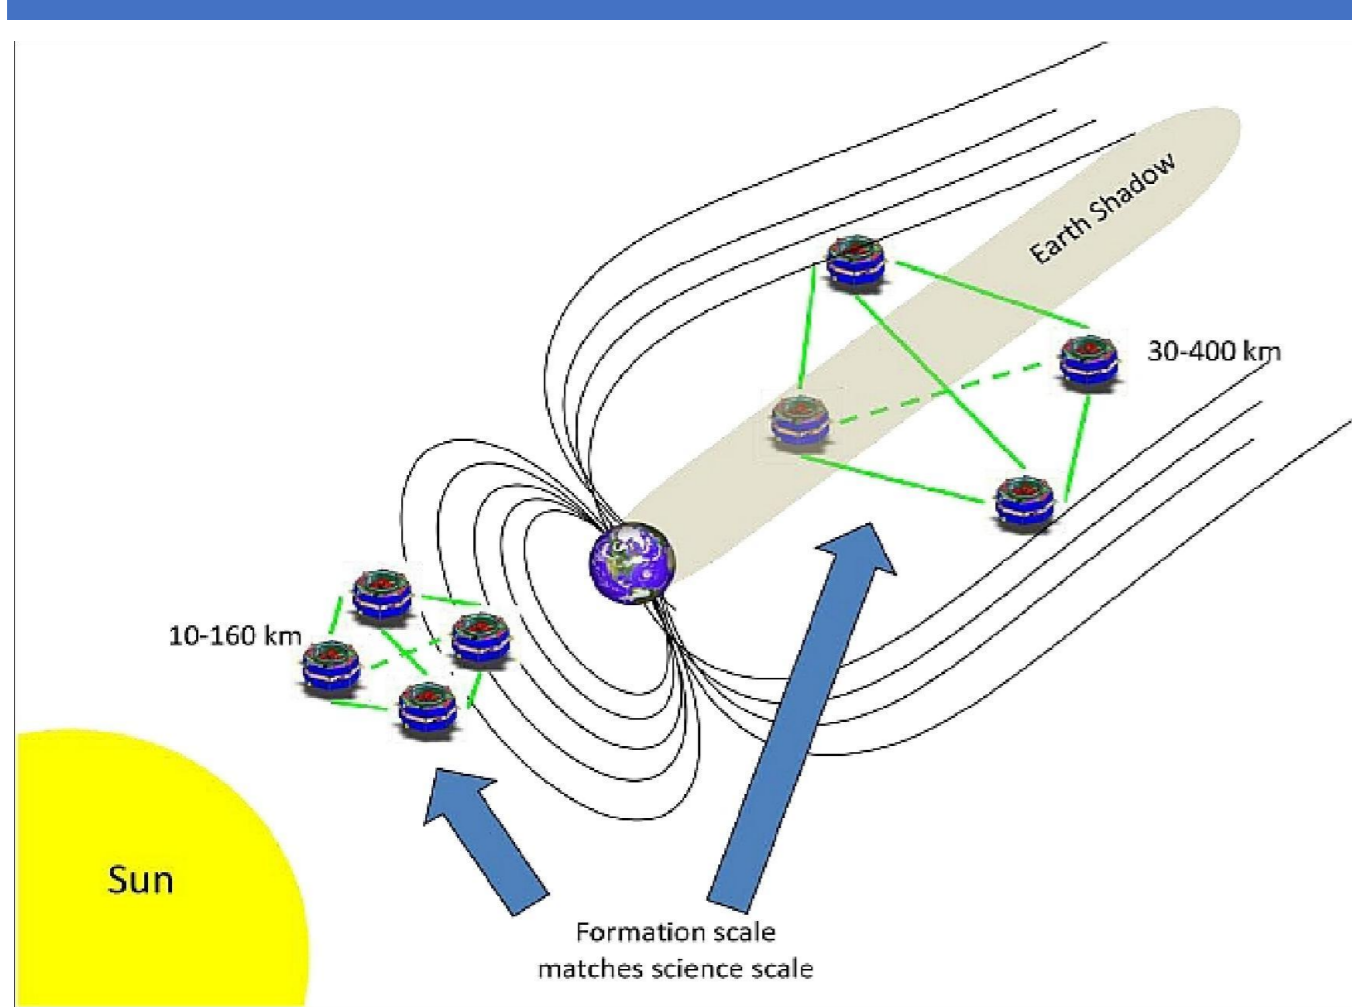 Earth Shadow
30-400 km
10-160 km
Sun
Formation scale
matches science scale